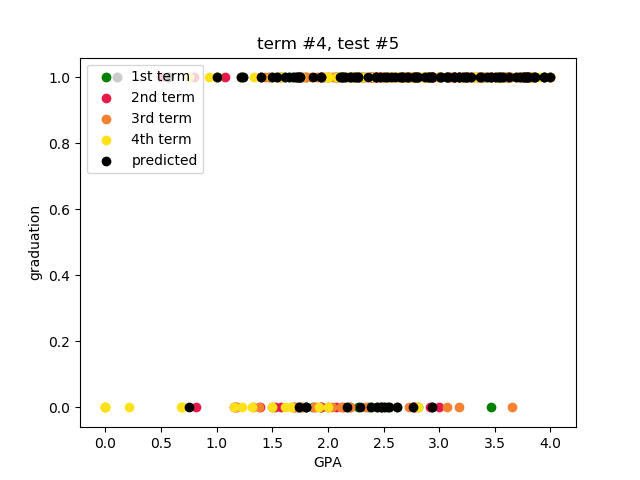 term #4, test #5
1st term
2nd term
3rd term
4th term
predicted
graduation
1.0
0.8
0.6
0.4
0.2
0.0
0.0 0.5 1.0 1.5 2.0 2.5 3.0 3.5 4.0
GPA